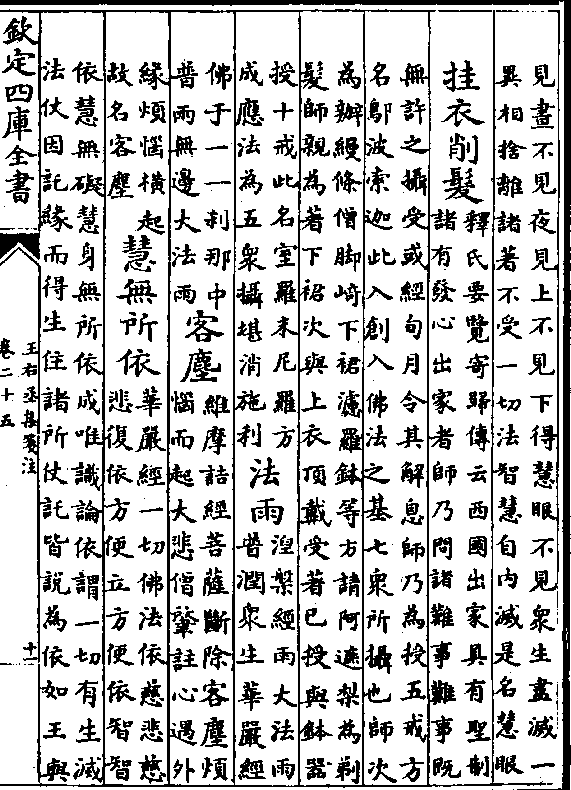 見晝不見夜見上不見下得慧眼不見衆生盡滅一
異相捨離諸著不受一切法智慧自内滅是名慧眼
挂衣削髮
釋氏要覽寄歸傳云西國出家具有聖制
諸有發心出家者師乃問諸難事難事既
無許之攝受或經旬月令其解息師乃為授五戒方
名鄔波索迦此入創入佛法之基七衆所攝也師次
為辦縵條僧脚崎下裙濾羅鉢等方請阿遮梨為剃
髮師親為著下裙次與上衣頂戴受著已授與鉢器
授十戒此名室羅末尼羅方
成應法為五衆攝堪消施利
法雨
涅槃經雨大法雨
普潤衆生華嚴經
佛于一一刹那中
普雨無邊大法雨
客塵
維摩詰經菩薩斷除客塵煩
惱而起大悲僧肇註心遇外
緣煩惱横起
故名客塵
慧無所依
華嚴經一切佛法依慈悲慈
悲復依方便立方便依智智
依慧無礙慧身無所依成唯識論依謂一切有生滅
法仗因託緣而得生住諸所仗託皆說為依如王與
欽定四庫全書
王右丞集箋注
卷二十五
十一